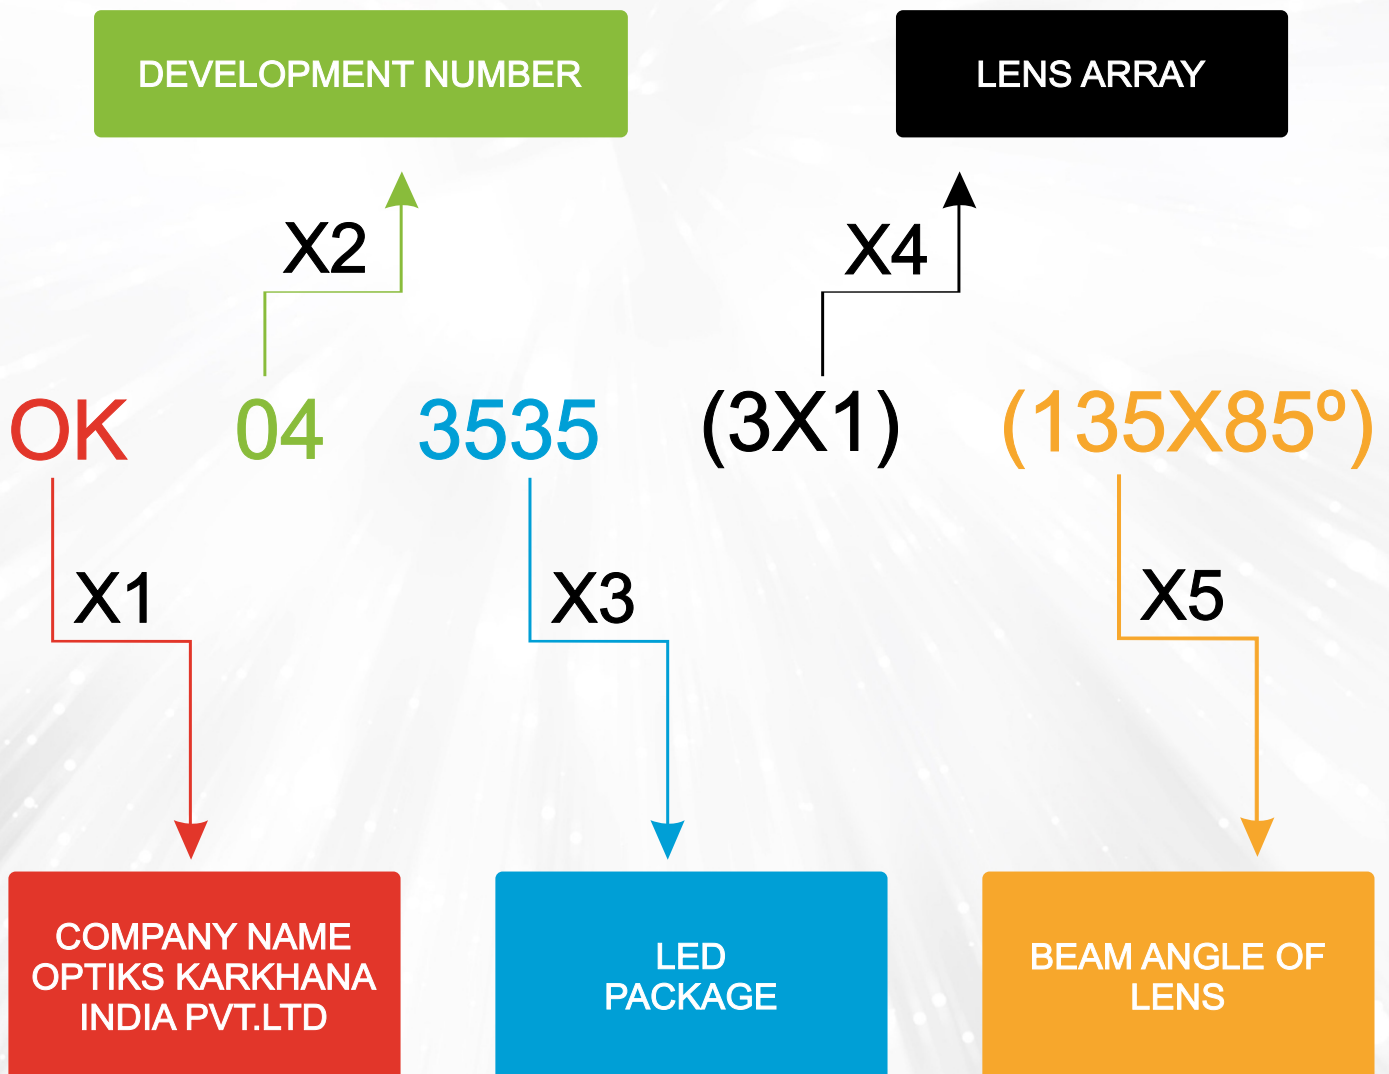 DEVELOPMENT NUMBER
LENS ARRAY
X2
X4
OK 04 3535 (3X1) (135X85º)
X1
X3
X5
COMPANY NAME
OPTIKS KARKHANA
INDIA PVT.LTD
LED
PACKAGE
BEAM ANGLE OF
LENS